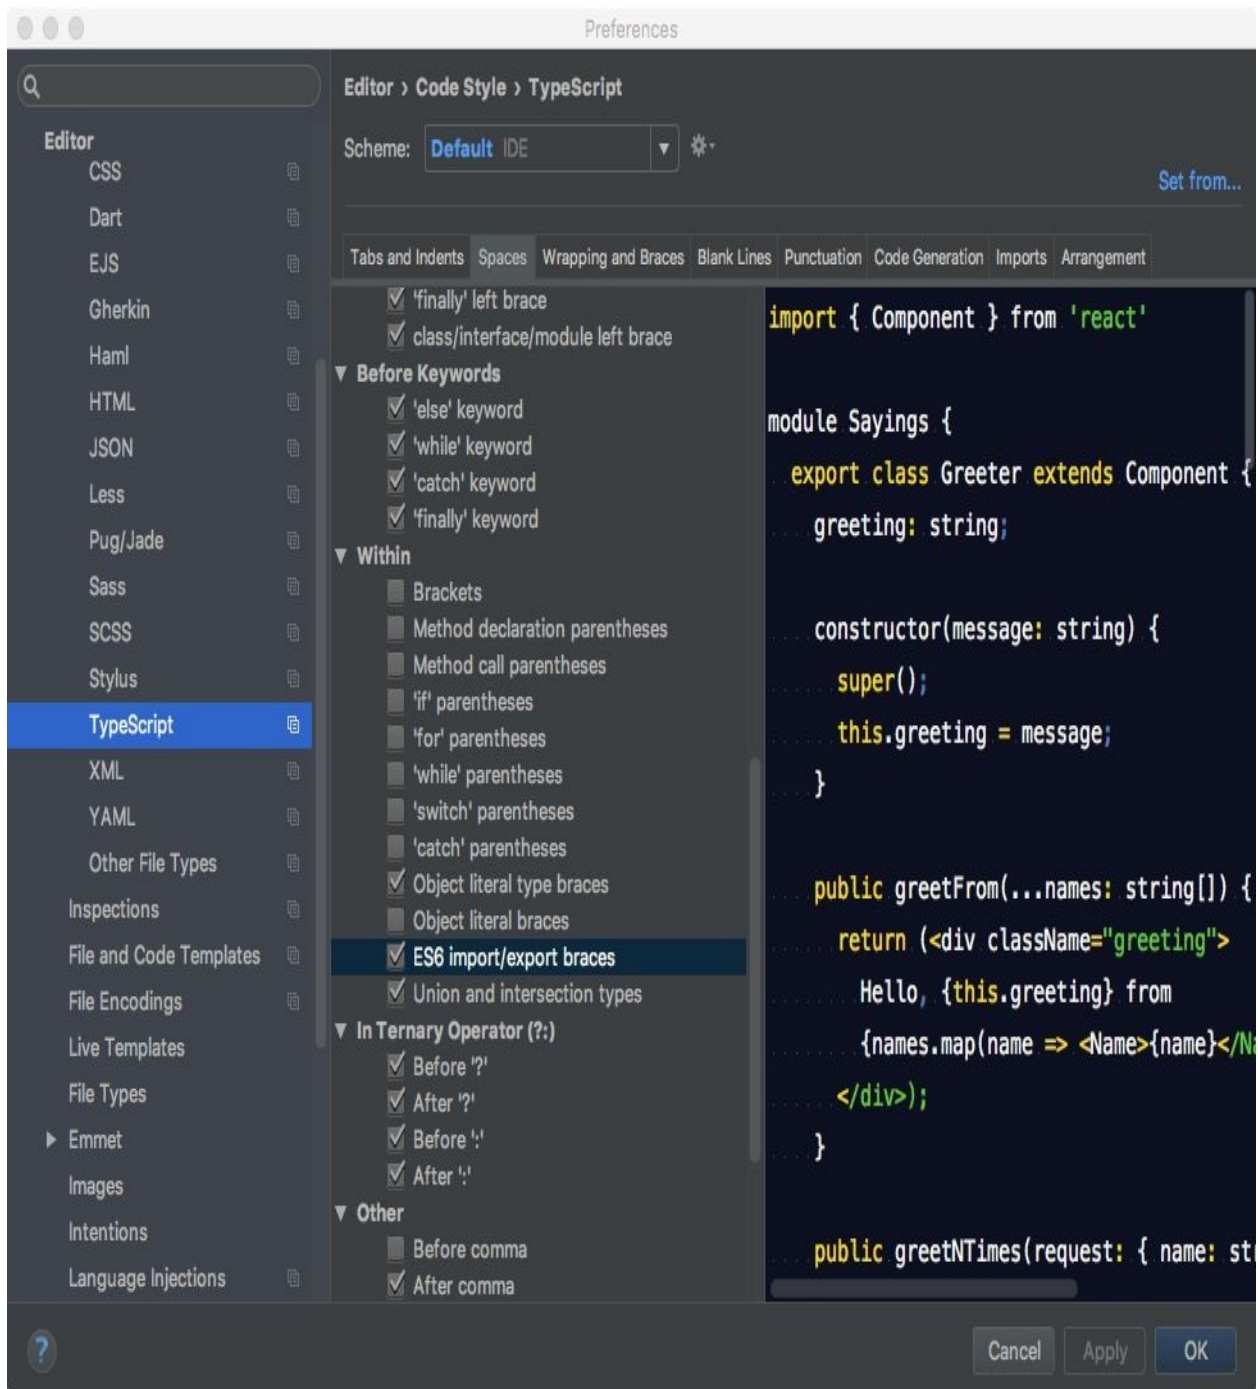 Preferences
Editor › Code Style › TypeScript
Scheme: Default IDE
Set from...
Editor
CSS
Dart
EJS
Gherkin
Haml
HTML
JSON
Less
Pug/Jade
Sass
SCSS
Stylus
TypeScript
XML
YAML
Other File Types
Inspections
File and Code Templates
File Encodings
Live Templates
File Types
Emmet
Images
Intentions
Language Injections
Tabs and Indents Spaces Wrapping and Braces Blank Lines Punctuation Code Generation Imports Arrangement
'finally' left brace
class/interface/module left brace
Before Keywords
'else' keyword
'while' keyword
'catch' keyword
'finally' keyword
Within
Brackets
Method declaration parentheses
Method call parentheses
'if' parentheses
'for' parentheses
'while' parentheses
'switch' parentheses
'catch' parentheses
Object literal type braces
Object literal braces
ES6 import/export braces
Union and intersection types
In Ternary Operator (?:)
Before '?'
After '?'
Before ':'
After ':'
Other
Before comma
After comma
import { Component } from 'react'
module Sayings {
export class Greeter extends Component {
greeting: string;
constructor(message: string) {
super();
this.greeting = message;
}
public greetFrom(...names: string[]) {
return (<div className="greeting">
Hello, {this.greeting} from
{names.map(name => <Name>{name}</Na
</div>);
}
public greetNTimes(request: { name: str
?
Cancel Apply OK